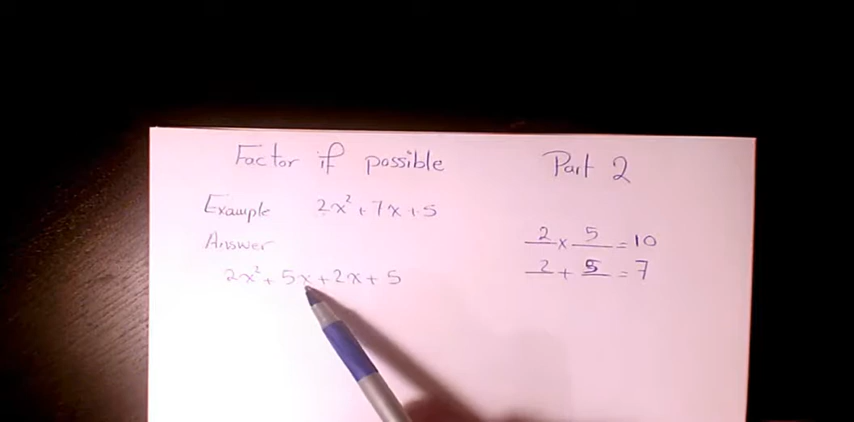 Factor if possible
Part 2
Example 2x² + 7x + 5
Answer
2x² + 5x + 2x + 5
2 x 5 = 10
2 + 5 = 7